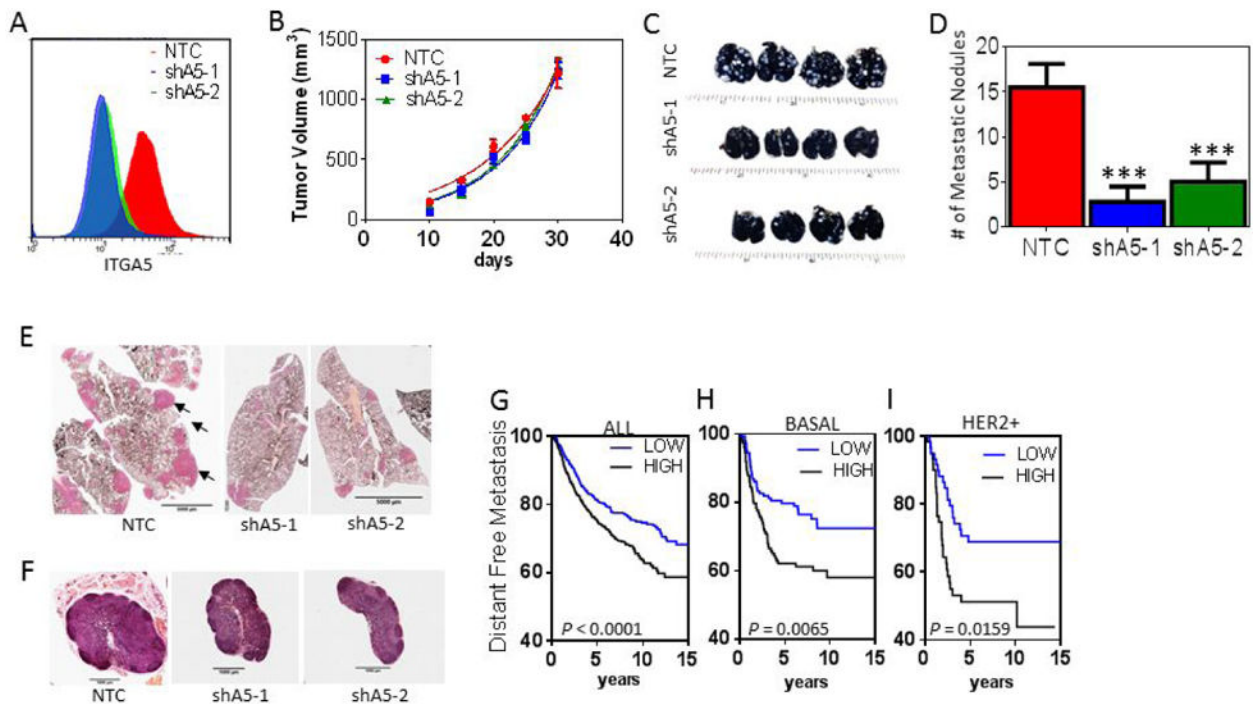 A
NTC
shA5-1
shA5-2
ITGA5
B
Tumor Volume (mm³)
1500
1000
500
0
NTC
shA5-1
shA5-2
0 10 20 30 40
days
C
NTC
shA5-1
shA5-2
D
# of Metastatic Nodules
20
15
10
5
0
***
***
NTC shA5-1 shA5-2
E
NTC shA5-1 shA5-2
F
NTC shA5-1 shA5-2
G
ALL
Distant Free Metastasis
100
80
60
40
LOW
HIGH
P < 0.0001
0 5 10 15
years
H
BASAL
100
80
60
40
LOW
HIGH
P = 0.0065
0 5 10 15
years
I
HER2+
100
80
60
40
LOW
HIGH
P = 0.0159
0 5 10 15
years